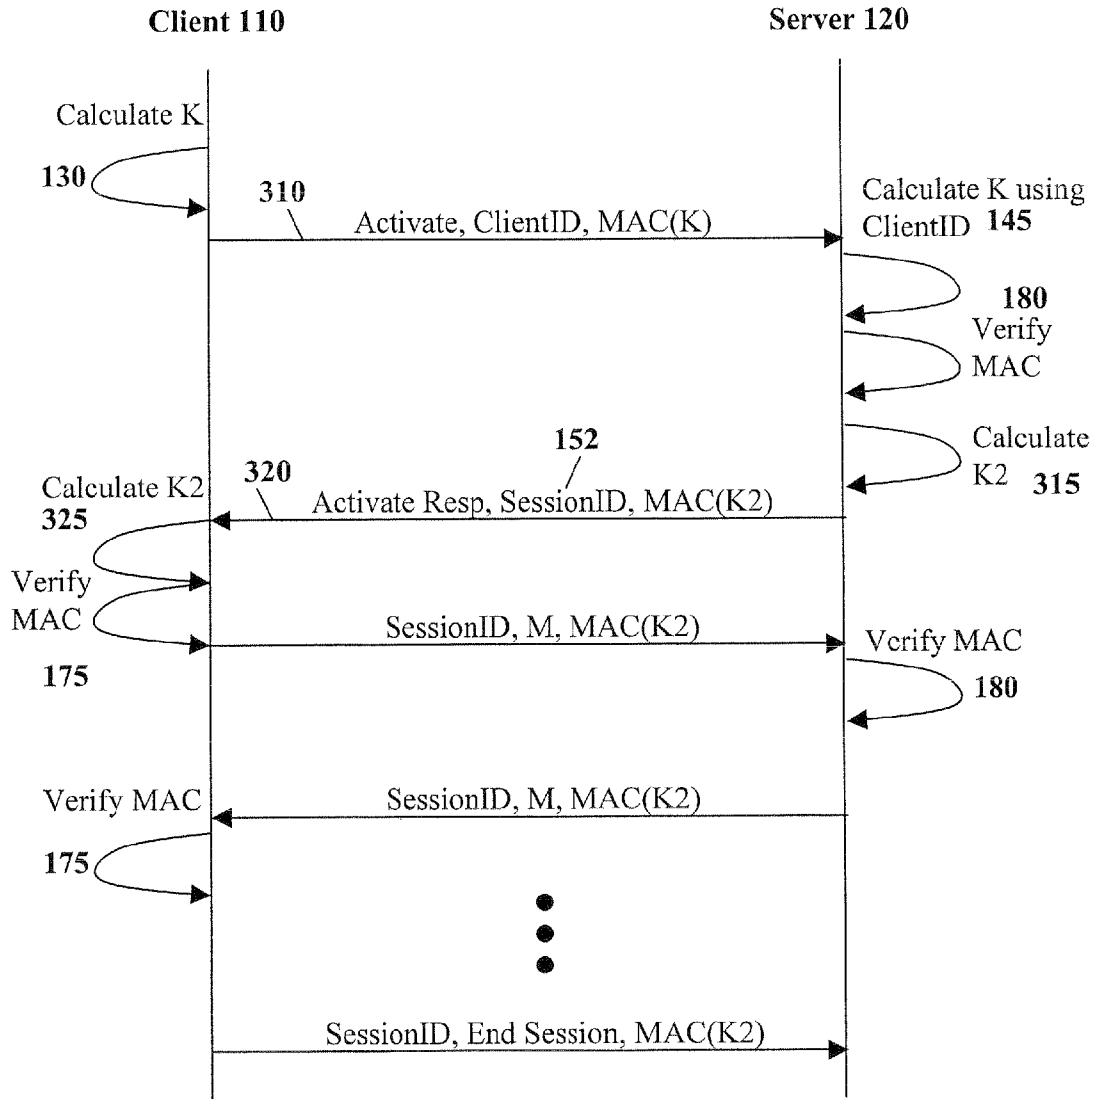 Client 110
Server 120
Calculate K
130
310
Activate, ClientID, MAC(K)
Calculate K using
ClientID 145
180
Verify
MAC
Calculate
K2 315
152
320
Activate Resp, SessionID, MAC(K2)
Calculate K2
325
Verify
MAC
175
SessionID, M, MAC(K2)
Verify MAC
180
Verify MAC
175
SessionID, M, MAC(K2)
SessionID, End Session, MAC(K2)